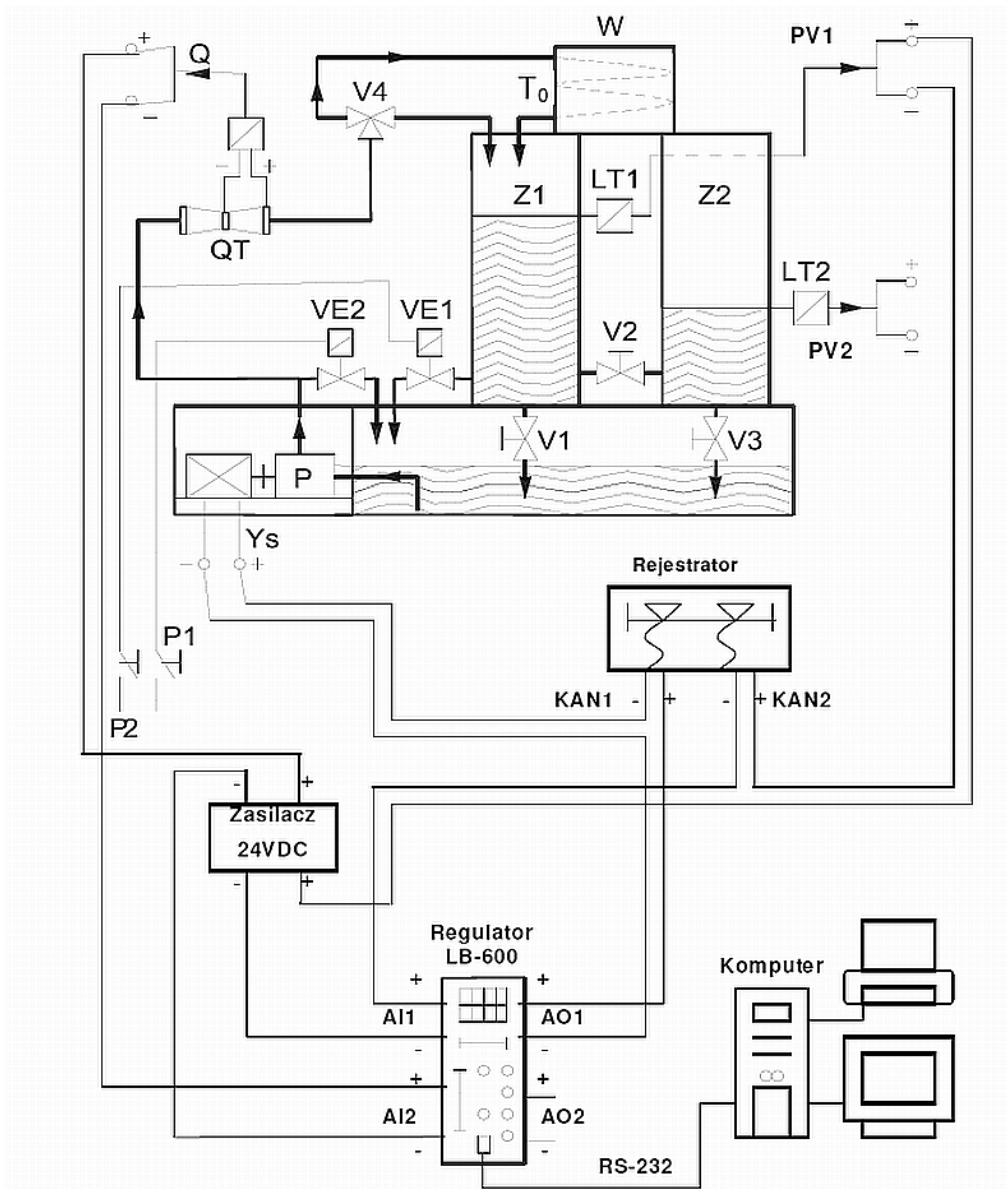 W
PV1
+
+
Q
V4
T0
-
-
-
+
Z1
LT1
Z2
QT
LT2
+
VE2
VE1
V2
PV2
-
V1
V3
P
Ys
-
+
Rejestrator
P1
KAN1
-
+
-
+
KAN2
P2
-
+
Zasilacz
24VDC
-
+
Regulator
LB-600
Komputer
+
+
AI1
AO1
-
-
+
+
AI2
AO2
-
-
RS-232